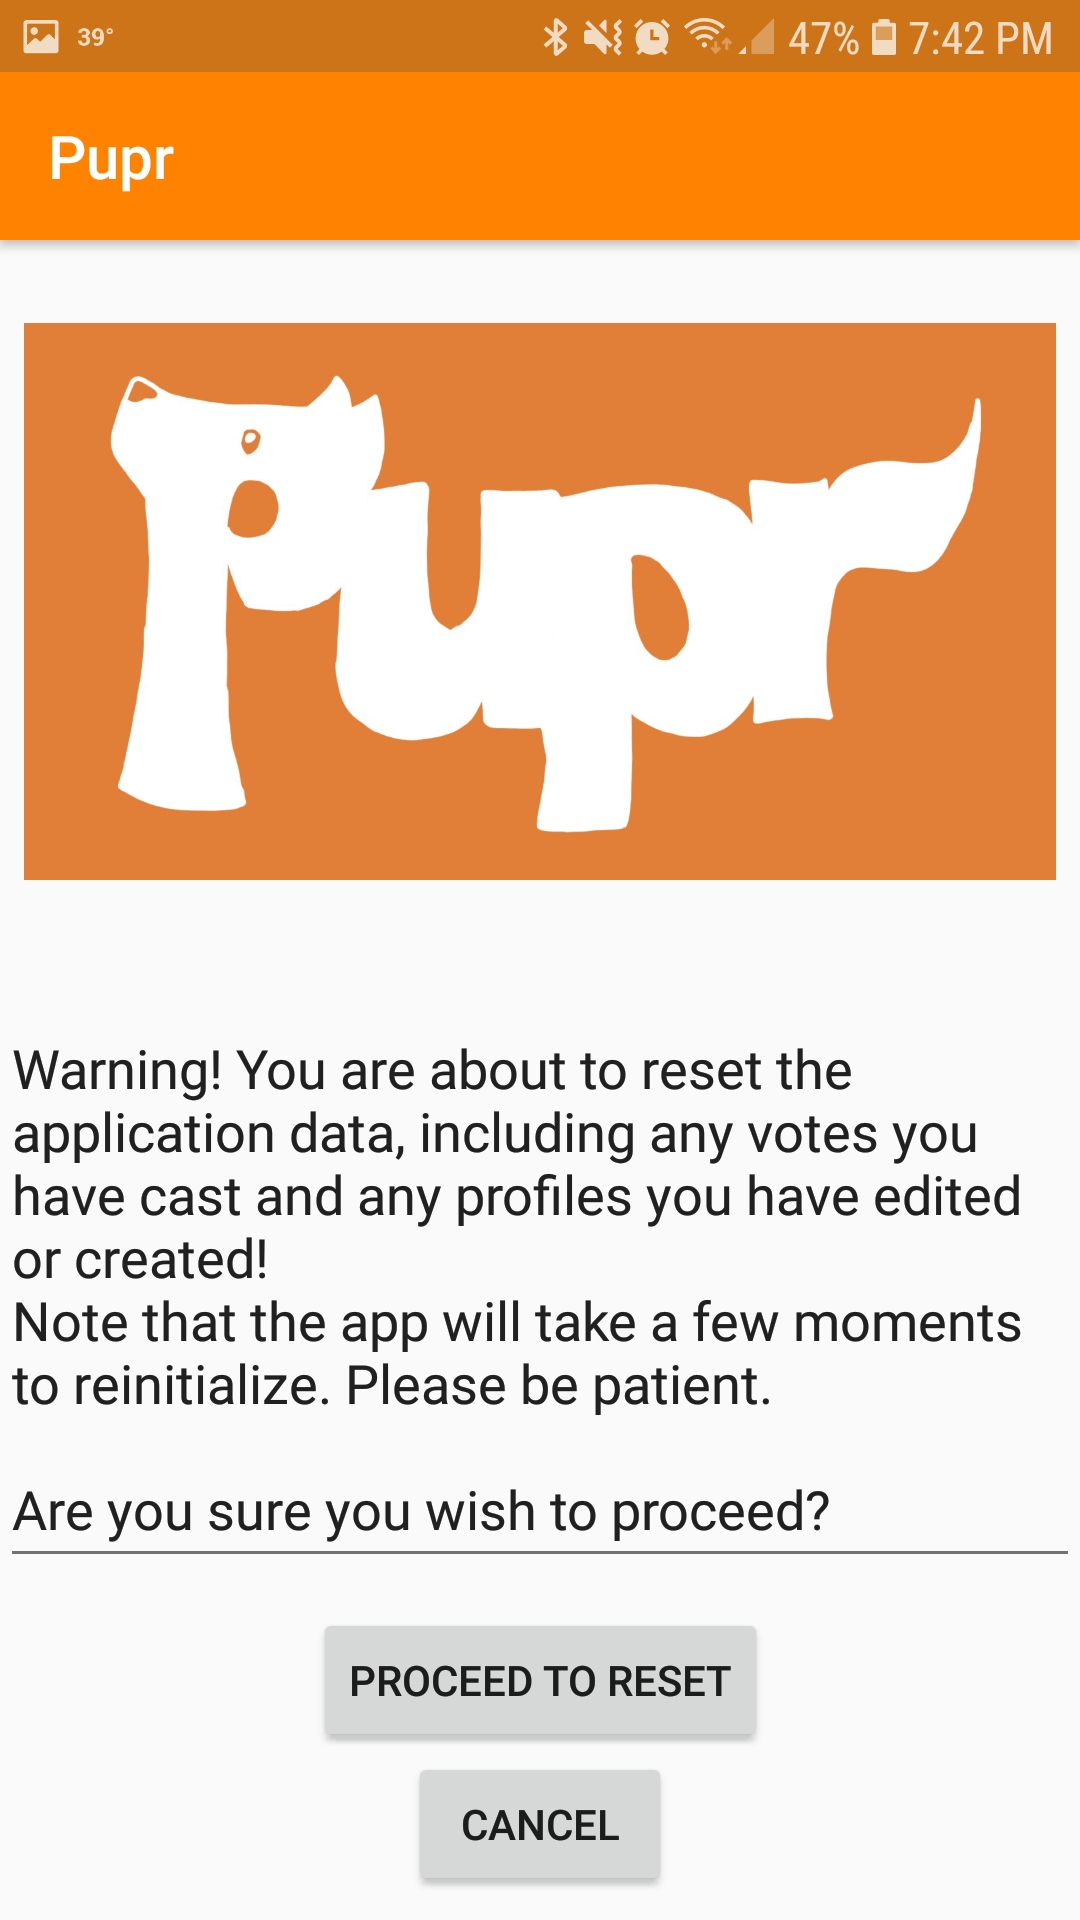 39°
47% 7:42 PM
Pupr
Pupr
Warning! You are about to reset the
application data, including any votes you
have cast and any profiles you have edited
or created!
Note that the app will take a few moments
to reinitialize. Please be patient.
Are you sure you wish to proceed?
PROCEED TO RESET
CANCEL